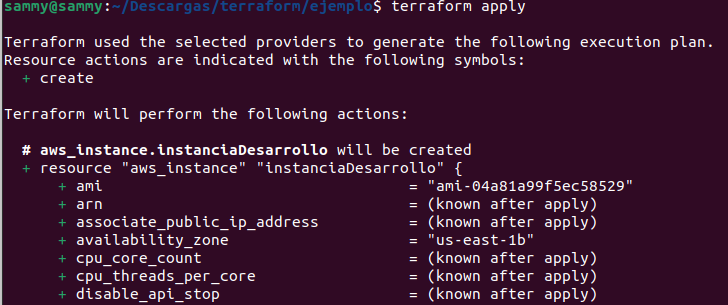 sammy@sammy:~/Descargas/terraform/ejemplo$ terraform apply
Terraform used the selected providers to generate the following execution plan.
Resource actions are indicated with the following symbols:
+ create
Terraform will perform the following actions:
# aws_instance.instanciaDesarrollo will be created
+ resource "aws_instance" "instanciaDesarrollo" {
+ ami = "ami-04a81a99f5ec58529"
+ arn = (known after apply)
+ associate_public_ip_address = (known after apply)
+ availability_zone = "us-east-1b"
+ cpu_core_count = (known after apply)
+ cpu_threads_per_core = (known after apply)
+ disable_api_stop = (known after apply)